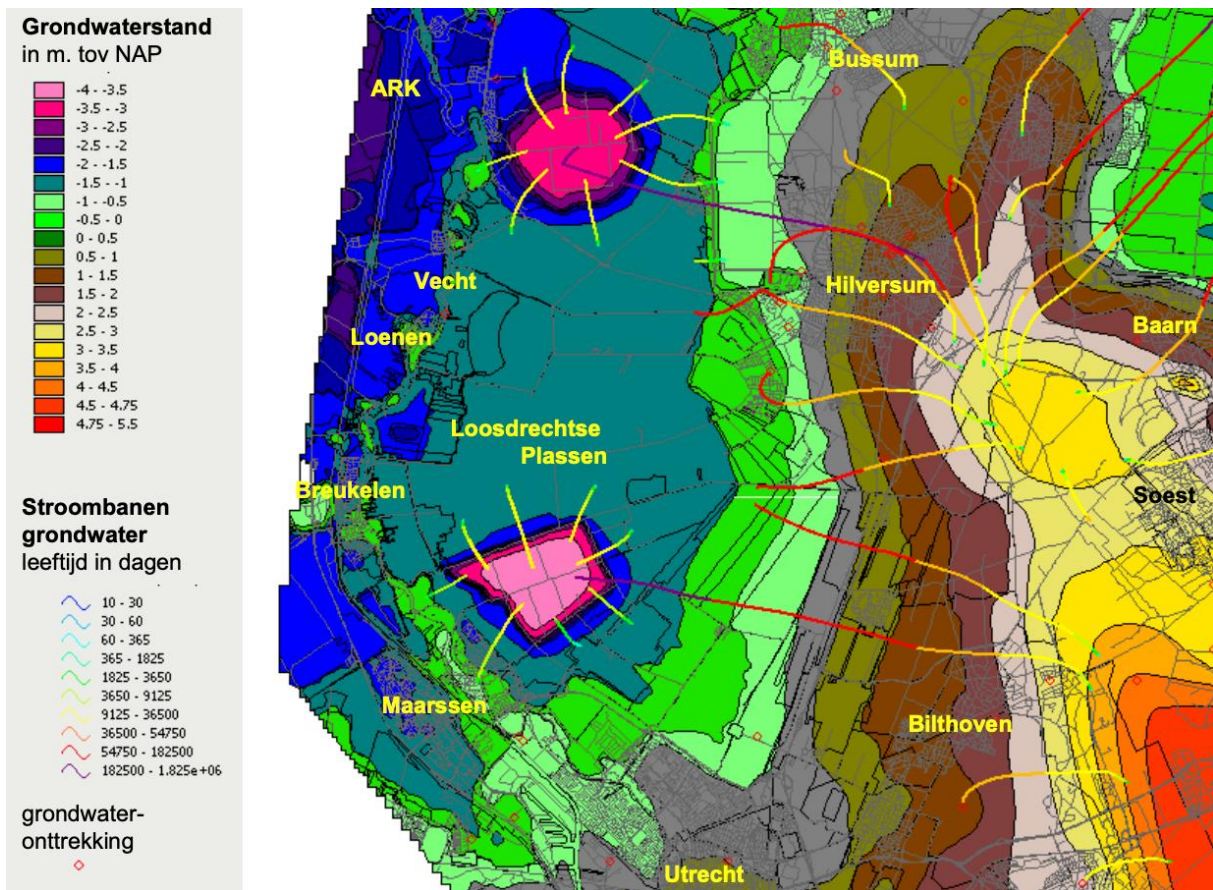 Grondwaterstand
in m. tov NAP
-4 - -3.5
-3.5 - -3
-3 - -2.5
-2.5 - -2
-2 - -1.5
-1.5 - -1
-1 - -0.5
-0.5 - 0
0 - 0.5
0.5 - 1
1 - 1.5
1.5 - 2
2 - 2.5
2.5 - 3
3 - 3.5
3.5 - 4
4 - 4.5
4.5 - 4.75
4.75 - 5.5
Stroombanen
grondwater
leeftijd in dagen
10 - 30
30 - 60
60 - 365
365 - 1825
1825 - 3650
3650 - 9125
9125 - 36500
36500 - 54750
54750 - 182500
182500 - 1.825e+06
grondwater-
onttrekking
ARK
Bussum
Vecht
Hilversum
Loenen
Baarn
Loosdrechtse
Plassen
Breukelen
Soest
Maarssen
Bilthoven
Utrecht